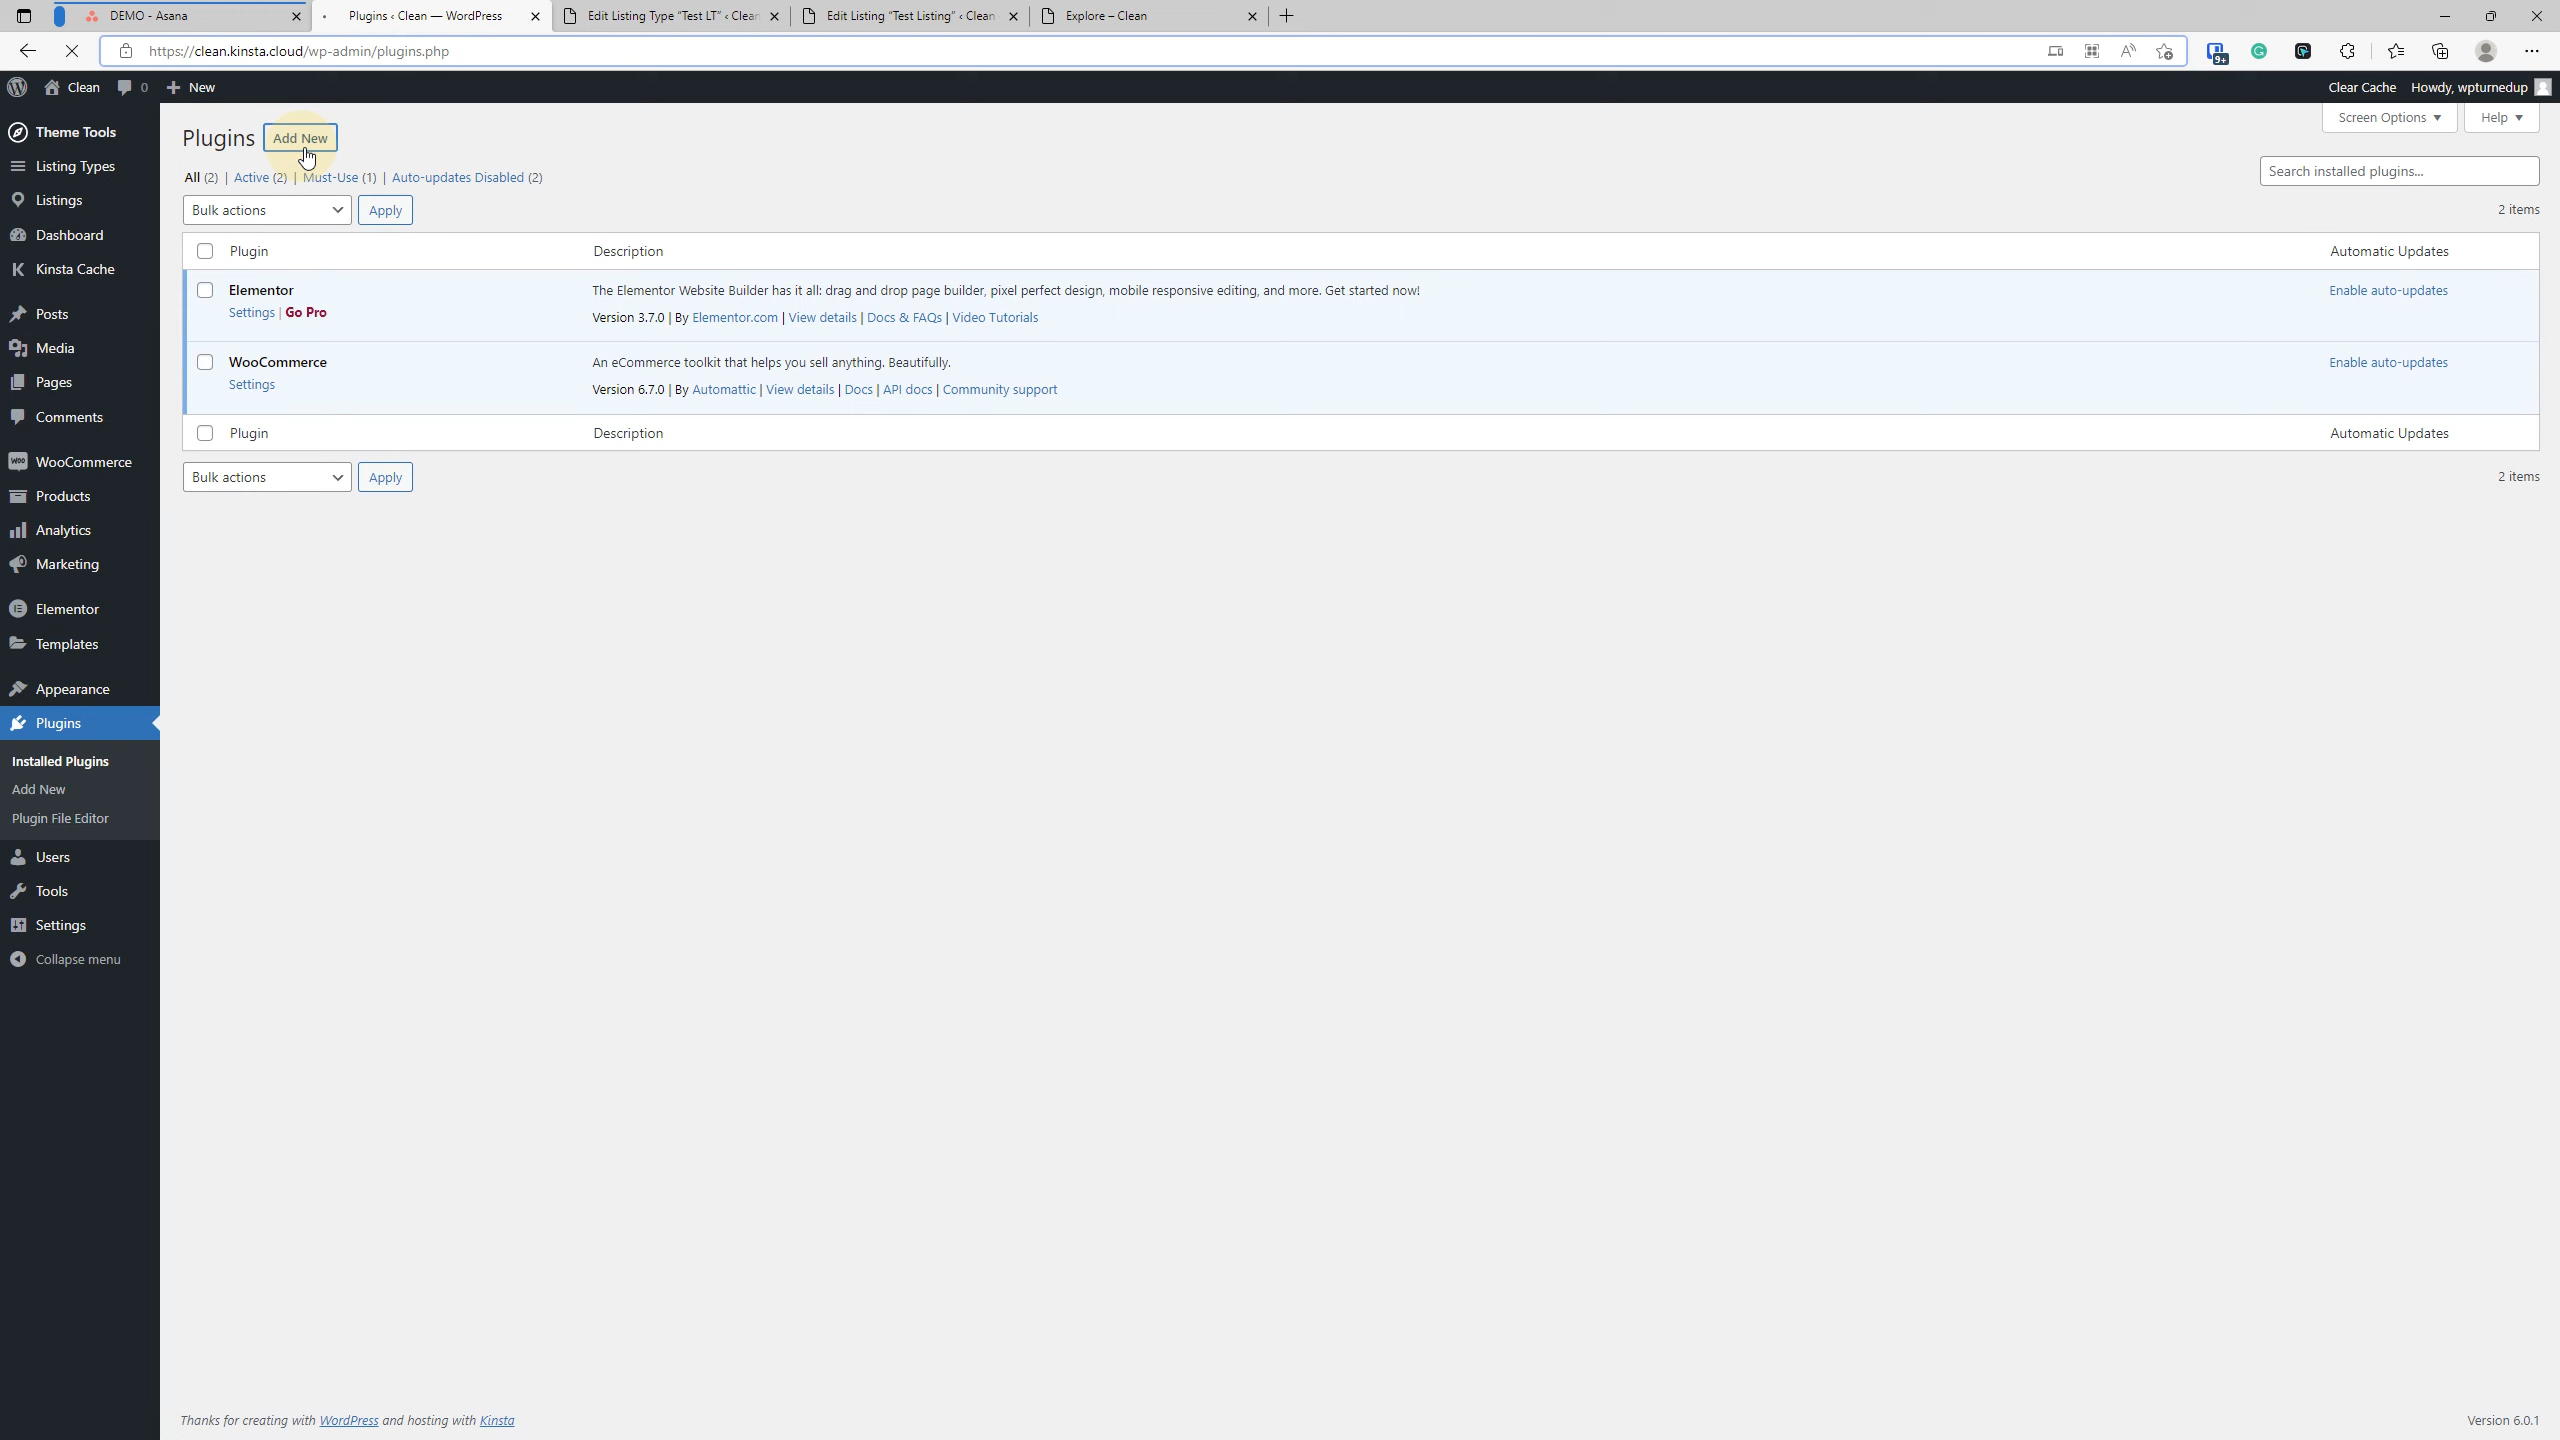 DEMO - Asana
Plugins ‹ Clean — WordPress
Edit Listing Type “Test LT” ‹ Clean
Edit Listing “Test Listing” ‹ Clean
Explore – Clean
https://clean.kinsta.cloud/wp-admin/plugins.php
9+
Clean
0
New
Clear Cache
Howdy, wpturnedup
Theme Tools
Listing Types
Listings
Dashboard
Kinsta Cache
Posts
Media
Pages
Comments
WooCommerce
Products
Analytics
Marketing
Elementor
Templates
Appearance
Plugins
Installed Plugins
Add New
Plugin File Editor
Users
Tools
Settings
Collapse menu
Plugins Add New
Screen Options
Help
All (2) | Active (2) | Must-Use (1) | Auto-updates Disabled (2)
Search installed plugins...
Bulk actions
Apply
2 items
Plugin
Description
Automatic Updates
Elementor
Settings | Go Pro
The Elementor Website Builder has it all: drag and drop page builder, pixel perfect design, mobile responsive editing, and more. Get started now!
Version 3.7.0 | By Elementor.com | View details | Docs & FAQs | Video Tutorials
Enable auto-updates
WooCommerce
Settings
An eCommerce toolkit that helps you sell anything. Beautifully.
Version 6.7.0 | By Automattic | View details | Docs | API docs | Community support
Enable auto-updates
Plugin
Description
Automatic Updates
Bulk actions
Apply
2 items
Thanks for creating with WordPress and hosting with Kinsta
Version 6.0.1